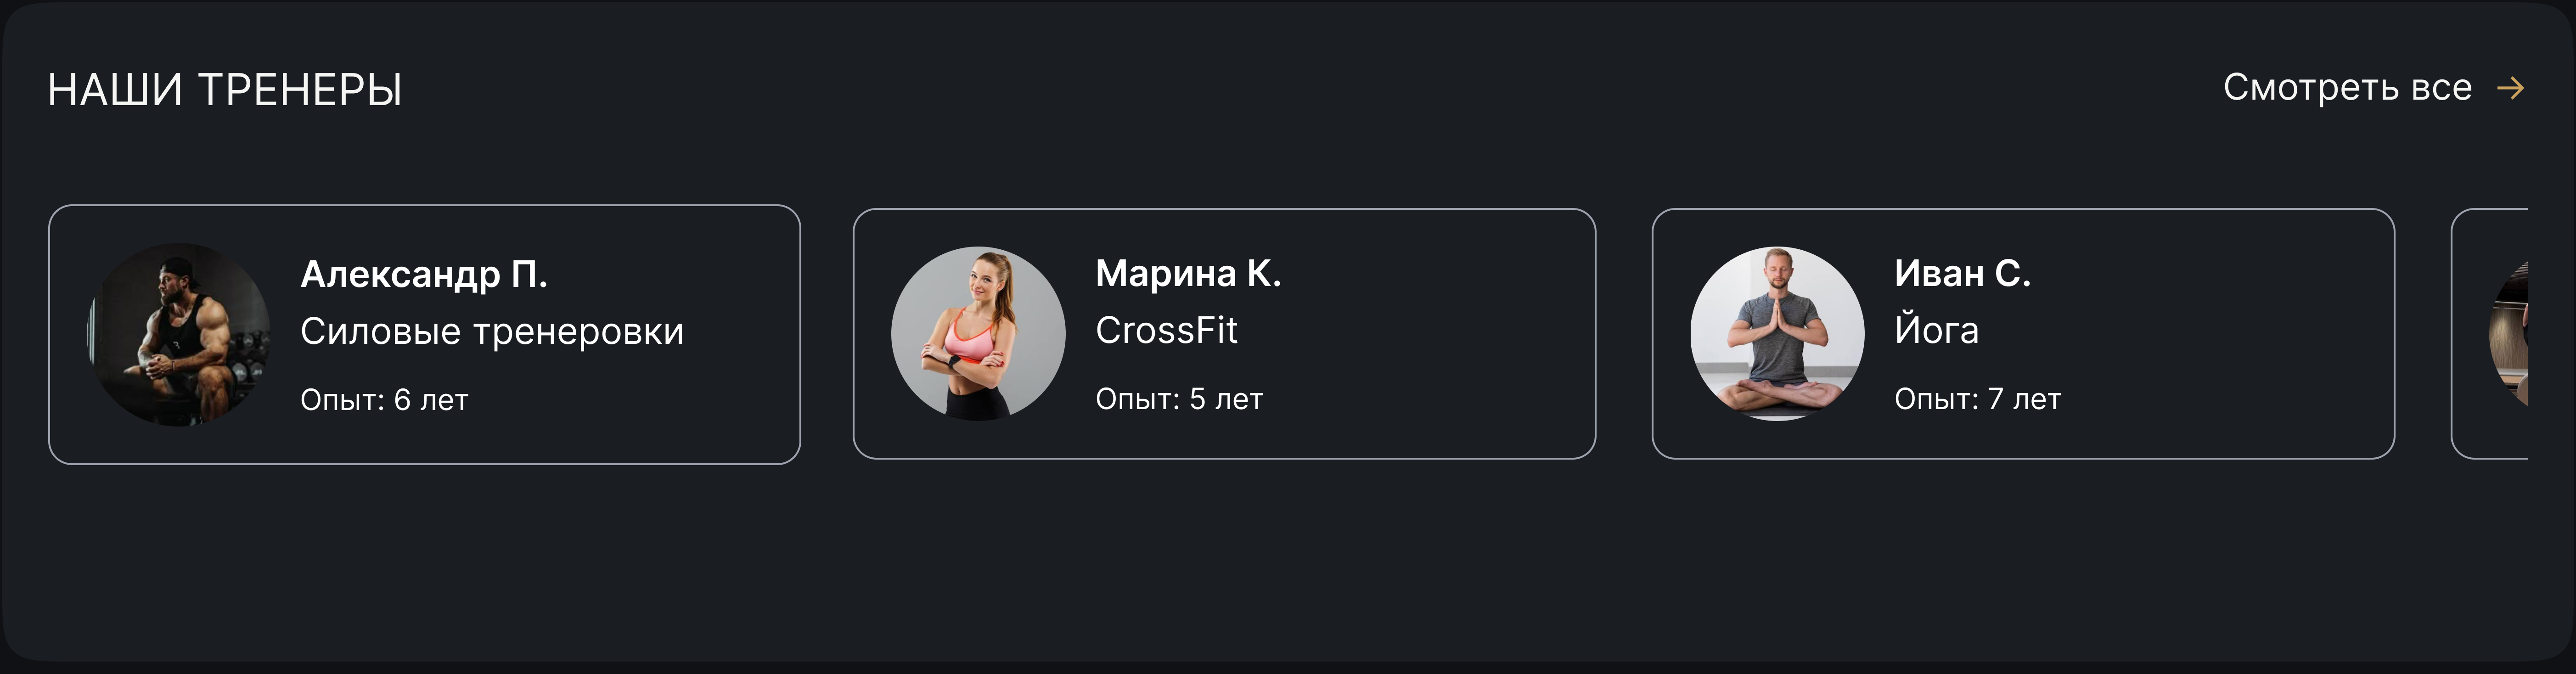 НАШИ ТРЕНЕРЫ
Смотреть все →
Александр П.
Силовые тренеровки
Опыт: 6 лет
Марина К.
CrossFit
Опыт: 5 лет
Иван С.
Йога
Опыт: 7 лет